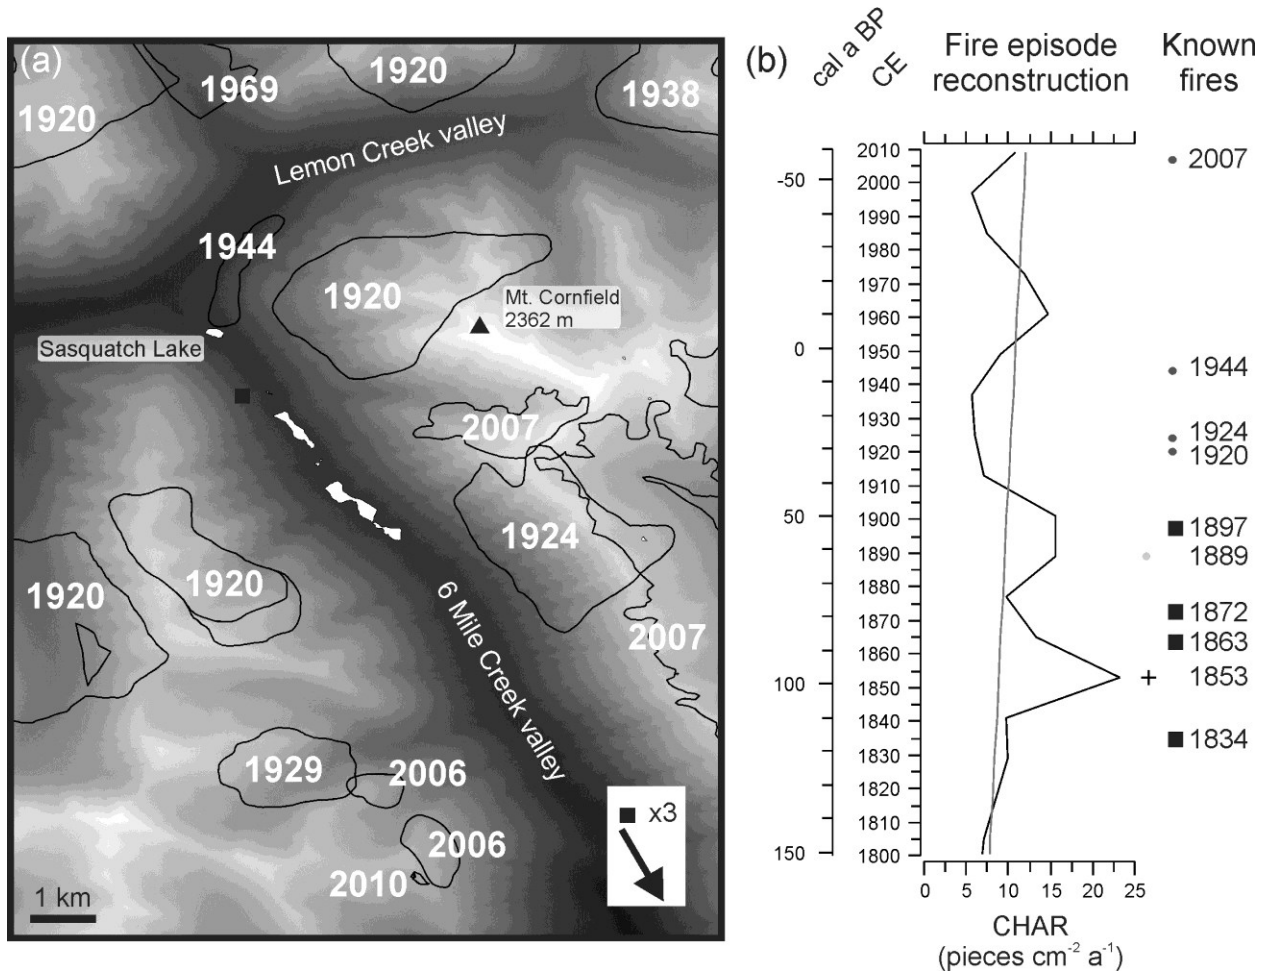 (a)
1920
1969
1920
1938
Lemon Creek valley
1944
1920
Mt. Cornfield
2362 m
Sasquatch Lake
2007
1924
1920
1920
2007
6 Mile Creek valley
1929
2006
2006
2010
x3
1 km
(b)
cal a BP
CE
Fire episode
reconstruction
Known
fires
-50
0
50
100
150
2010
2000
1990
1980
1970
1960
1950
1940
1930
1920
1910
1900
1890
1880
1870
1860
1850
1840
1830
1820
1810
1800
2007
1944
1924
1920
1897
1889
1872
1863
+ 1853
1834
0 5 10 15 20 25
CHAR
(pieces cm⁻² a⁻¹)